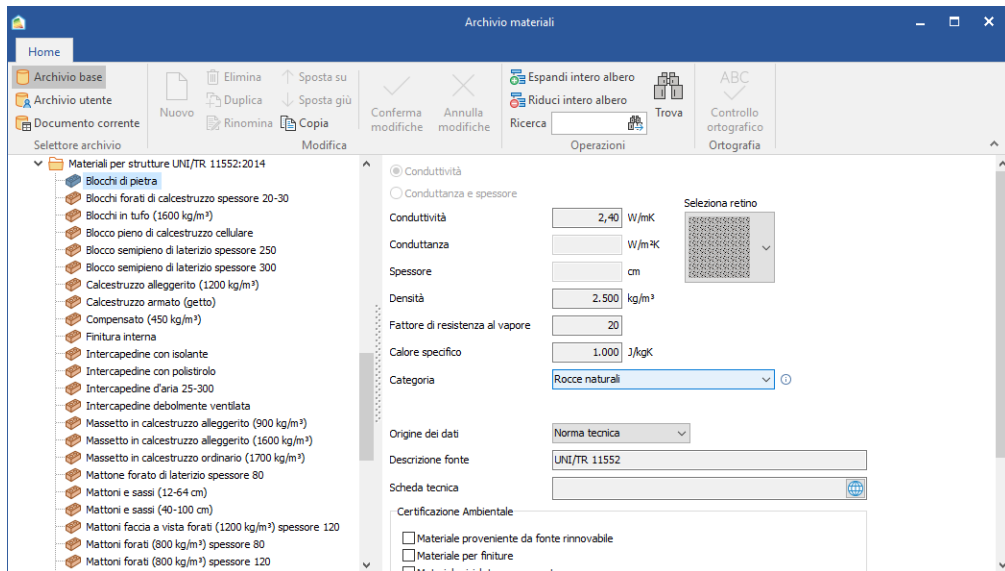 Archivio materiali
Home
Archivio base
Archivio utente
Documento corrente
Selettore archivio
Nuovo
Elimina
Duplica
Rinomina
Sposta su
Sposta giù
Copia
Conferma modifiche
Annulla modifiche
Modifica
Espandi intero albero
Riduci intero albero
Ricerca
Trova
Operazioni
ABC
Controllo ortografico
Ortografia
Materiali per strutture UNI/TR 11552:2014
Blocchi di pietra
Blocchi forati di calcestruzzo spessore 20-30
Blocchi in tufo (1600 kg/m³)
Blocco pieno di calcestruzzo cellulare
Blocco semipieno di laterizio spessore 250
Blocco semipieno di laterizio spessore 300
Calcestruzzo alleggerito (1200 kg/m³)
Calcestruzzo armato (getto)
Compensato (450 kg/m³)
Finitura interna
Intercapedine con isolante
Intercapedine con polistirolo
Intercapedine d'aria 25-300
Intercapedine debolmente ventilata
Massetto in calcestruzzo alleggerito (900 kg/m³)
Massetto in calcestruzzo alleggerito (1600 kg/m³)
Massetto in calcestruzzo ordinario (1700 kg/m³)
Mattone forato di laterizio spessore 80
Mattoni e sassi (12-64 cm)
Mattoni e sassi (40-100 cm)
Mattoni faccia a vista forati (1200 kg/m³) spessore 120
Mattoni forati (800 kg/m³) spessore 80
Mattoni forati (800 kg/m³) spessore 120
Conduttività
Conduttanza e spessore
Seleziona retino
Conduttività 2,40 W/mK
Conduttanza W/m²K
Spessore cm
Densità 2.500 kg/m³
Fattore di resistenza al vapore 20
Calore specifico 1.000 J/kgK
Categoria Rocce naturali
Origine dei dati Norma tecnica
Descrizione fonte UNI/TR 11552
Scheda tecnica
Certificazione Ambientale
Materiale proveniente da fonte rinnovabile
Materiale per finiture